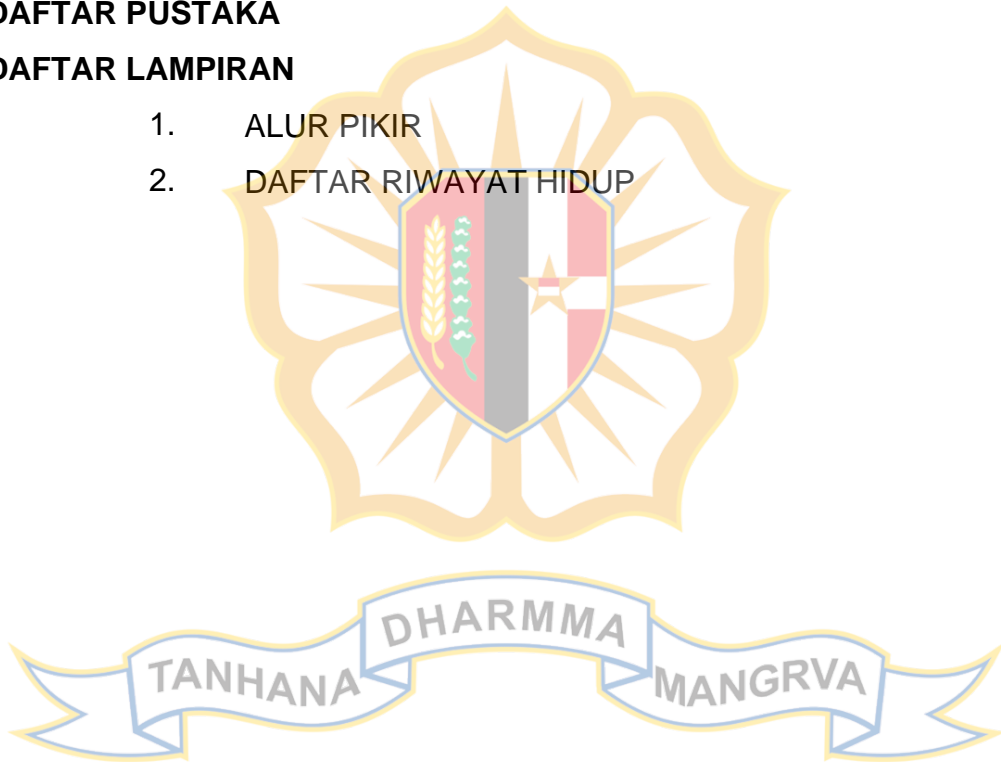 DAFTAR PUSTAKA
DAFTAR LAMPIRAN
1. ALUR PIKIR
2. DAFTAR RIWAYAT HIDUP
TANHANA DHARMMA MANGRVA